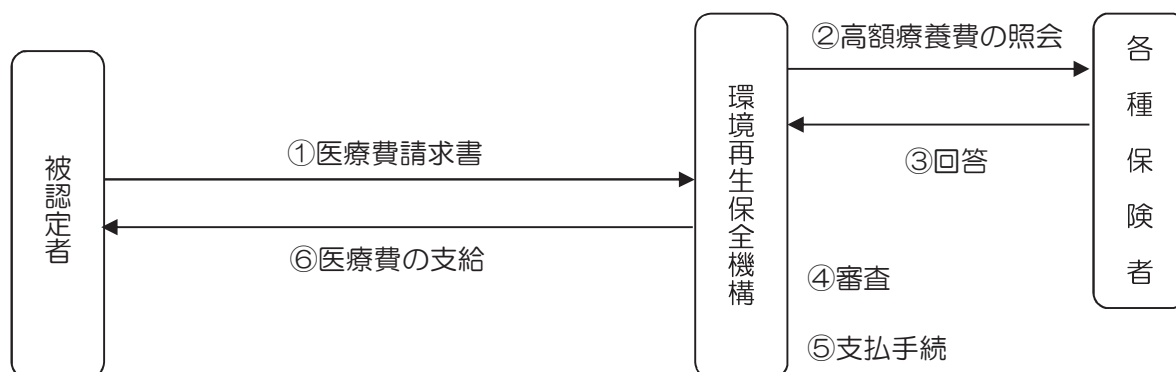 被認定者
①医療費請求書
⑥医療費の支給
環境再生保全機構
②高額療養費の照会
③回答
④審査
⑤支払手続
各種保険者